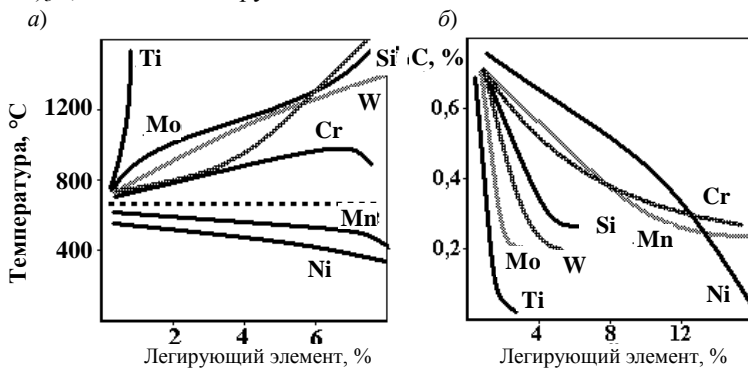 а)
б)
Ti
Si
C, %
Mo
W
Cr
Mn
Ni
Температура, °C
1200
800
400
2
4
6
Легирующий элемент, %
0,6
0,4
0,2
Cr
Si
Mn
Mo
W
Ni
Ti
4
8
12
Легирующий элемент, %